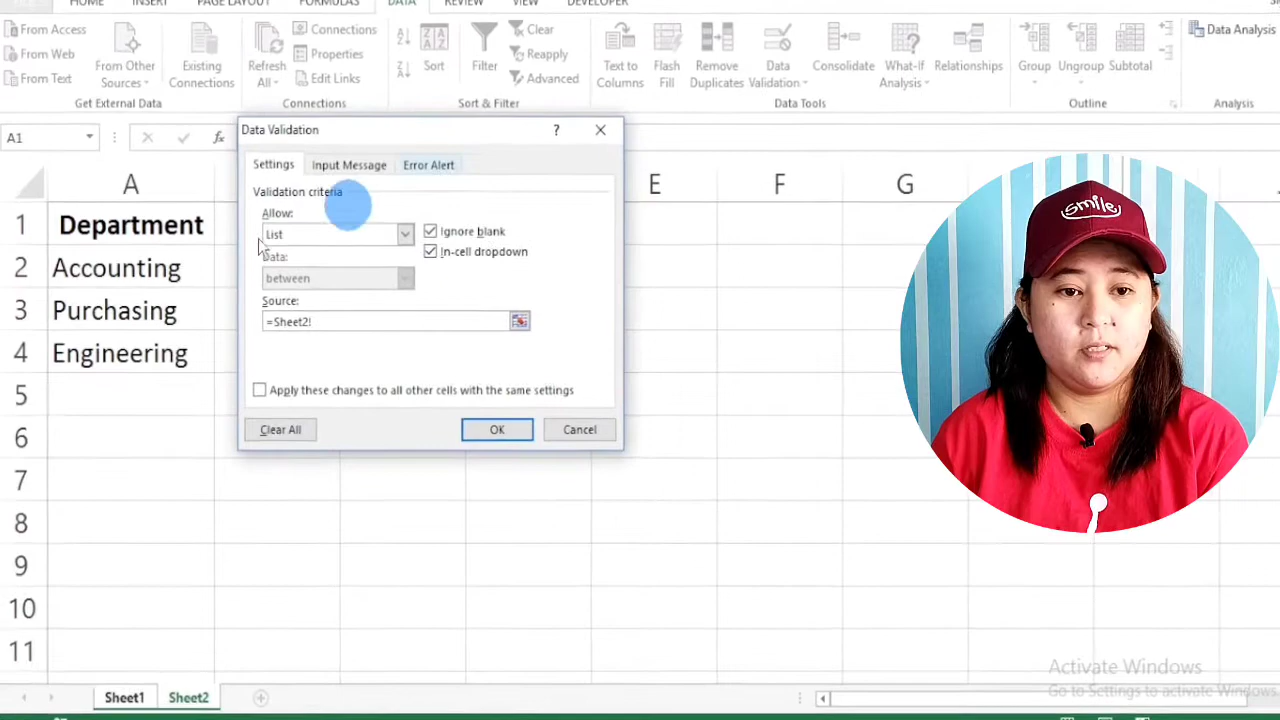 HOME INSERT PAGE LAYOUT FORMULAS DATA REVIEW VIEW DEVELOPER
From Access
From Web
From Text
From Other Sources
Existing Connections
Get External Data
Refresh All
Connections
Properties
Edit Links
Connections
Sort
Filter
Clear
Reapply
Advanced
Sort & Filter
Text to Columns
Flash Fill
Remove Duplicates
Data Validation
Consolidate
What-If Analysis
Relationships
Data Tools
Group
Ungroup
Subtotal
Outline
Data Analysis
Analysis
A1
fx
Data Validation ?
Settings Input Message Error Alert
Validation criteria
Allow:
List
Ignore blank
Data:
In-cell dropdown
between
Source:
=Sheet2!
Apply these changes to all other cells with the same settings
Clear All OK Cancel
A E F G
1 Department
2 Accounting
3 Purchasing
4 Engineering
5
6
7
8
9
10
11
smile
Activate Windows
Go to Settings to activate Windows
Sheet1 Sheet2